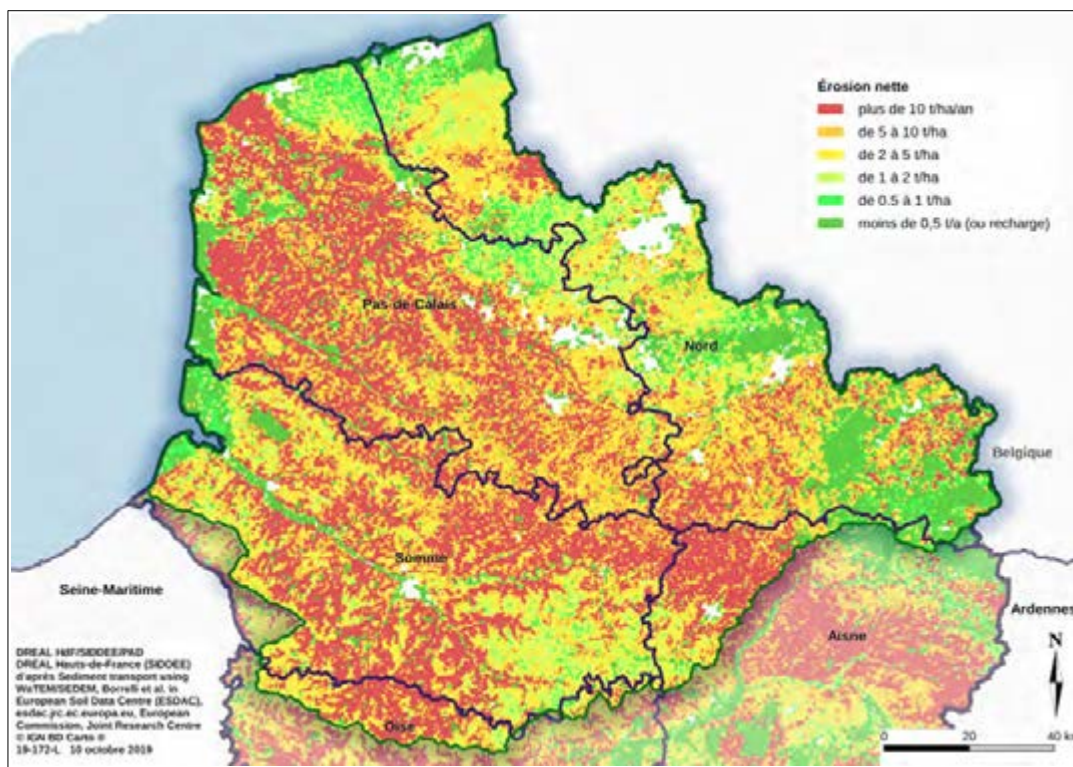 Érosion nette
plus de 10 t/ha/an
de 5 à 10 t/ha
de 2 à 5 t/ha
de 1 à 2 t/ha
de 0.5 à 1 t/ha
moins de 0,5 t/a (ou recharge)
Pas-de-Calais
Nord
Belgique
Somme
Seine-Maritime
Ardennes
Aisne
Oise
N
DREAL HdF/SIDDEE/PAD
DREAL Hauts-de-France (SIDDEE)
d'après Sediment transport using
WaTEM/SEDEM, Borrelli et al. in
European Soil Data Centre (ESDAC),
esdac.jrc.ec.europa.eu, European
Commission, Joint Research Centre
© IGN BD Carto ®
19-172-L 10 octobre 2019
0 20 40 km